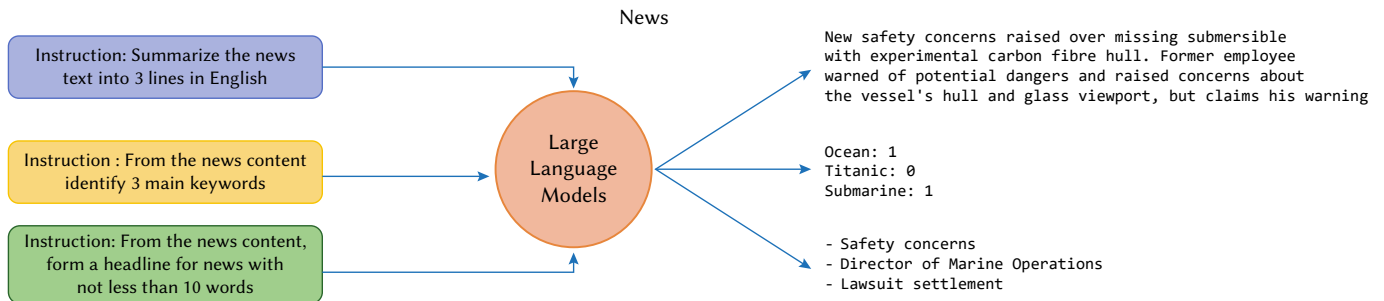 News
Instruction: Summarize the news
text into 3 lines in English
Instruction : From the news content
identify 3 main keywords
Instruction: From the news content,
form a headline for news with
not less than 10 words
Large
Language
Models
New safety concerns raised over missing submersible
with experimental carbon fibre hull. Former employee
warned of potential dangers and raised concerns about
the vessel's hull and glass viewport, but claims his warning
Ocean: 1
Titanic: 0
Submarine: 1
- Safety concerns
- Director of Marine Operations
- Lawsuit settlement